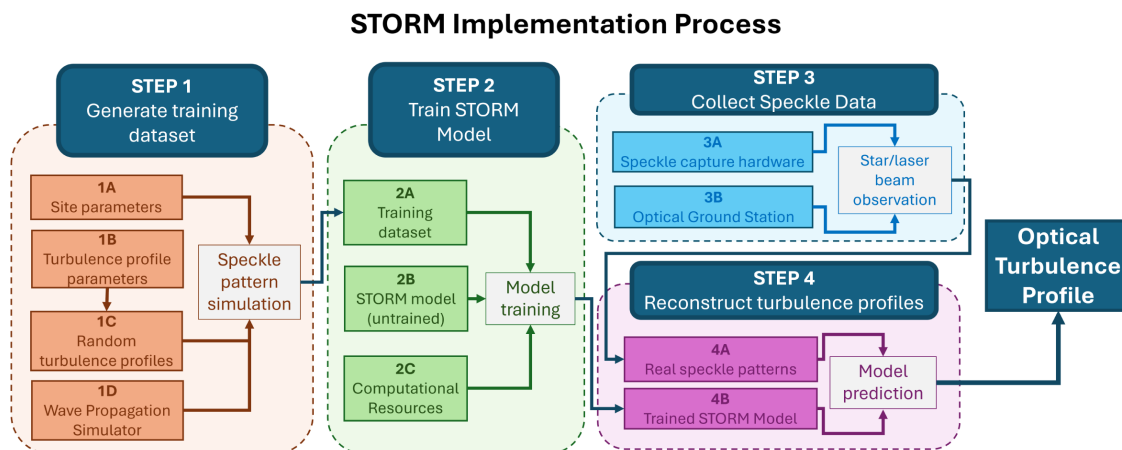 STORM Implementation Process
STEP 1
Generate training
dataset
1A
Site parameters
1B
Turbulence profile
parameters
1C
Random
turbulence profiles
1D
Wave Propagation
Simulator
Speckle
pattern
simulation
STEP 2
Train STORM
Model
2A
Training
dataset
2B
STORM model
(untrained)
2C
Computational
Resources
Model
training
STEP 3
Collect Speckle Data
3A
Speckle capture hardware
3B
Optical Ground Station
Star/laser
beam
observation
STEP 4
Reconstruct turbulence profiles
4A
Real speckle patterns
4B
Trained STORM Model
Model
prediction
Optical
Turbulence
Profile